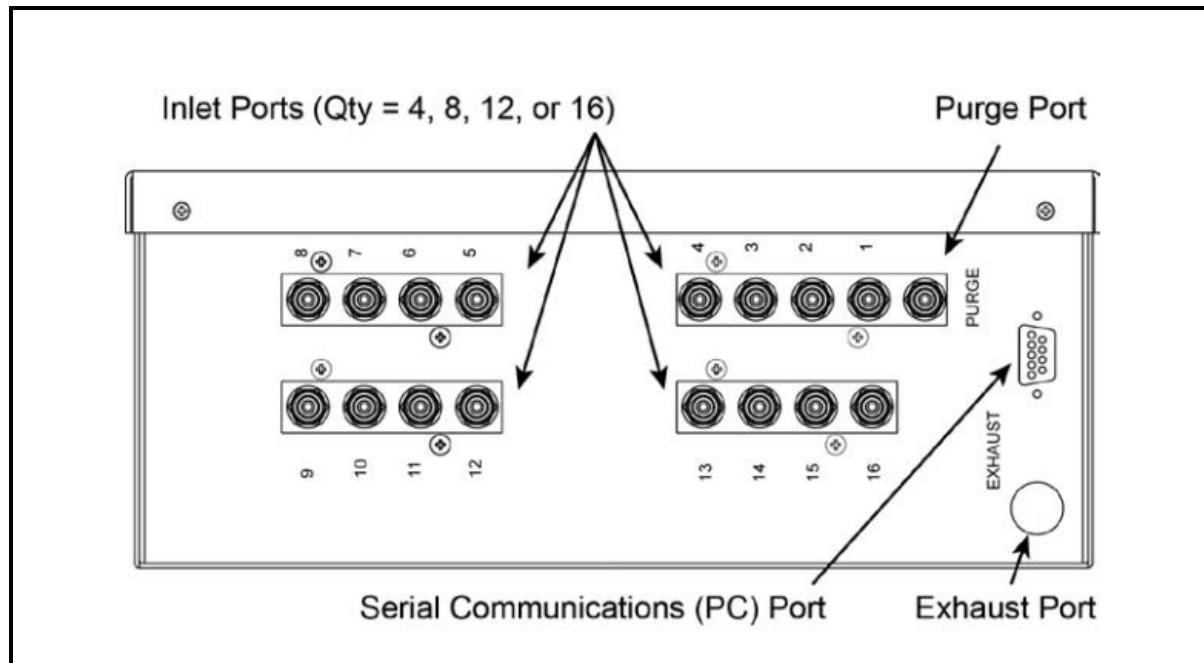 Inlet Ports (Qty = 4, 8, 12, or 16)
Purge Port
8 7 6 5
4 3 2 1
PURGE
9 10 11 12
13 14 15 16
EXHAUST
Serial Communications (PC) Port
Exhaust Port